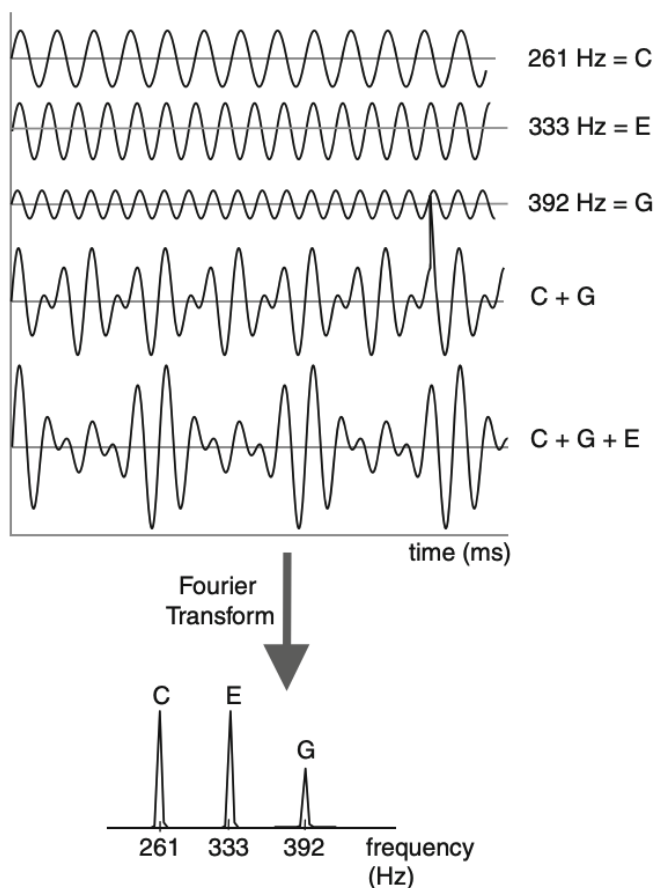 261 Hz = C
333 Hz = E
392 Hz = G
C + G
C + G + E
time (ms)
Fourier
Transform
C E G
261 333 392 frequency
(Hz)